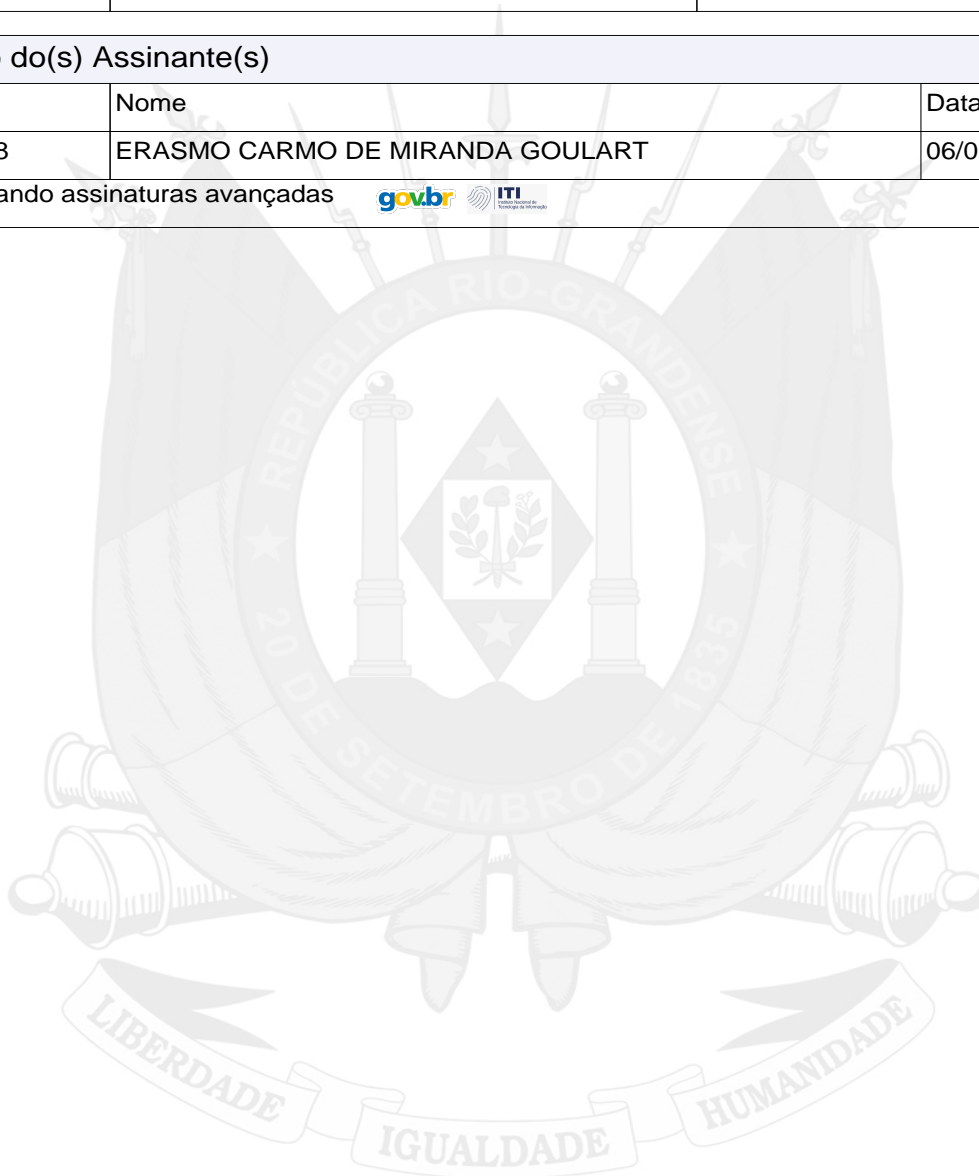 do(s) Assinante(s)
Nome
Data
ERASMO CARMO DE MIRANDA GOULART
06/0
ando assinaturas avançadas
gov.br
ITI
REPÚBLICA RIO-GRANDENSE
20 DE SETEMBRO DE 1835
LIBERDADE
IGUALDADE
HUMANIDADE